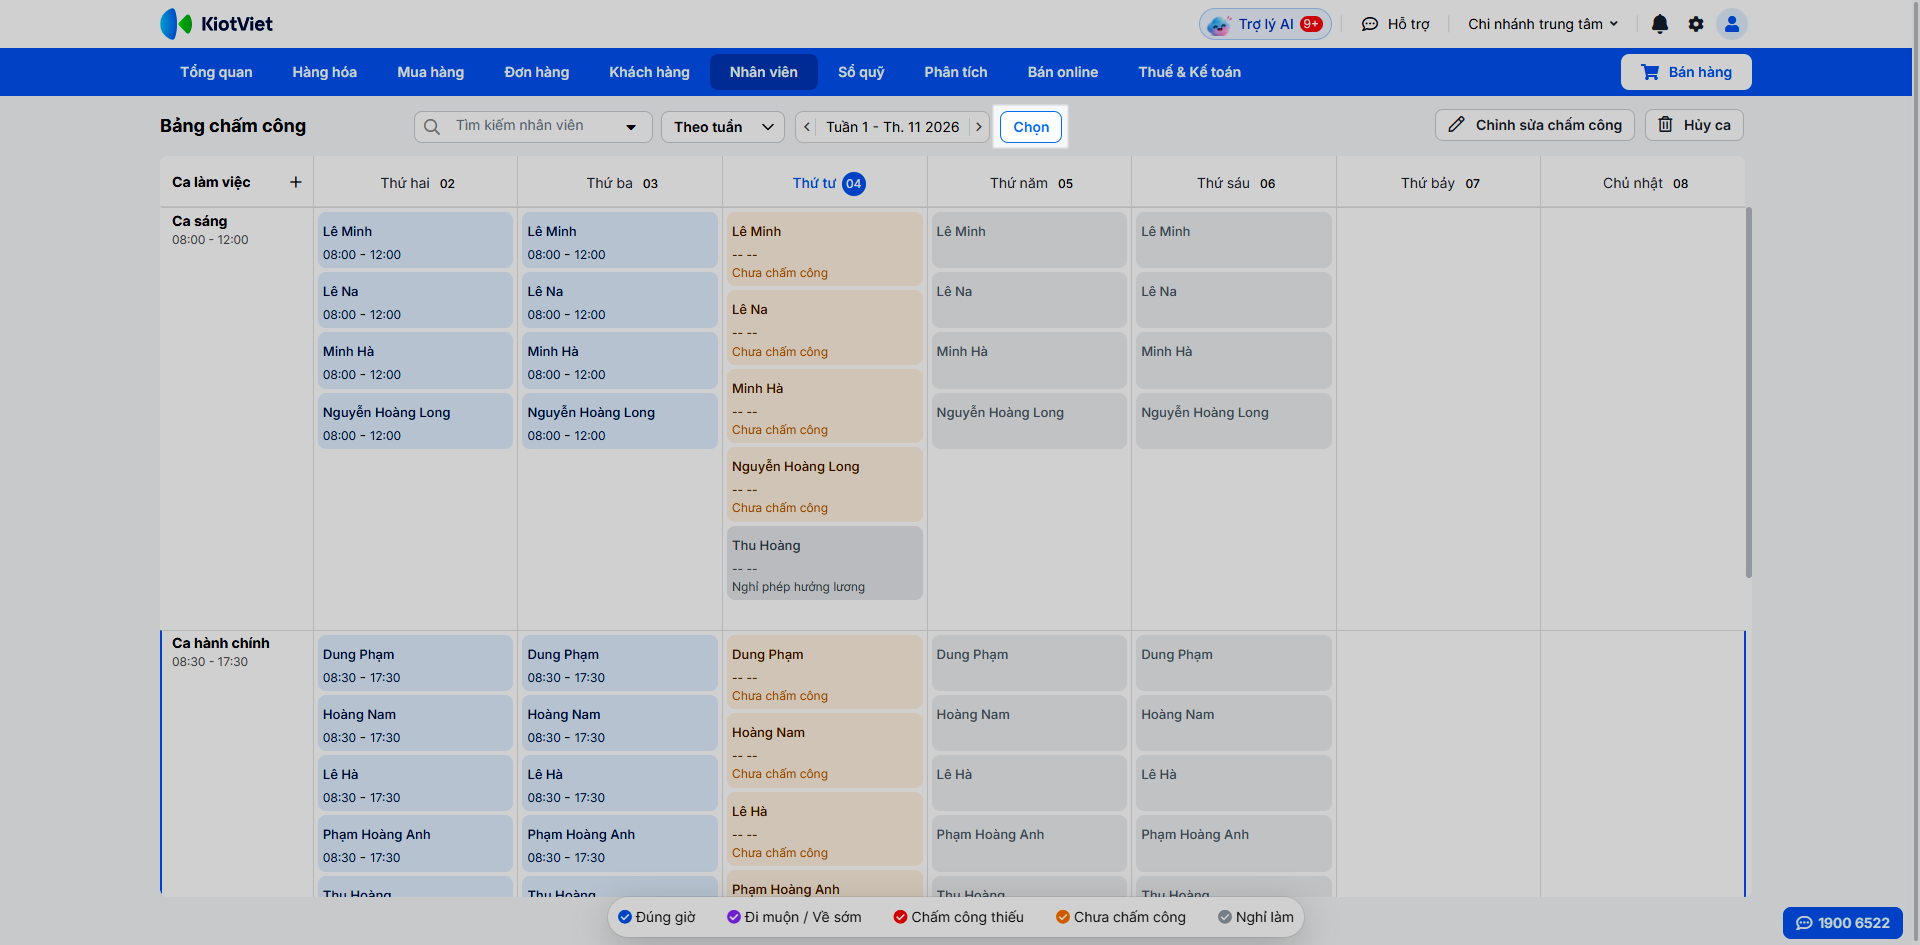 KiotViet
Trợ lý AI 9+
Hỗ trợ
Chi nhánh trung tâm
Tổng quan
Hàng hóa
Mua hàng
Đơn hàng
Khách hàng
Nhân viên
Sổ quỹ
Phân tích
Bán online
Thuế & Kế toán
Bán hàng
Bảng chấm công
Tìm kiếm nhân viên
Theo tuần
Tuần 1 - Th. 11 2026
Chọn
Chỉnh sửa chấm công
Hủy ca
Ca làm việc
Thứ hai 02
Thứ ba 03
Thứ tư 04
Thứ năm 05
Thứ sáu 06
Thứ bảy 07
Chủ nhật 08
Ca sáng
08:00 - 12:00
Lê Minh
08:00 - 12:00
Lê Na
08:00 - 12:00
Minh Hà
08:00 - 12:00
Nguyễn Hoàng Long
08:00 - 12:00
Lê Minh
08:00 - 12:00
Lê Na
08:00 - 12:00
Minh Hà
08:00 - 12:00
Nguyễn Hoàng Long
08:00 - 12:00
Lê Minh
-- --
Chưa chấm công
Lê Na
-- --
Chưa chấm công
Minh Hà
-- --
Chưa chấm công
Nguyễn Hoàng Long
-- --
Chưa chấm công
Thu Hoàng
-- --
Nghỉ phép hưởng lương
Lê Minh
Lê Na
Minh Hà
Nguyễn Hoàng Long
Lê Minh
Lê Na
Minh Hà
Nguyễn Hoàng Long
Ca hành chính
08:30 - 17:30
Dung Phạm
08:30 - 17:30
Hoàng Nam
08:30 - 17:30
Lê Hà
08:30 - 17:30
Phạm Hoàng Anh
08:30 - 17:30
Thu Hoàng
Dung Phạm
08:30 - 17:30
Hoàng Nam
08:30 - 17:30
Lê Hà
08:30 - 17:30
Phạm Hoàng Anh
08:30 - 17:30
Thu Hoàng
Dung Phạm
-- --
Chưa chấm công
Hoàng Nam
-- --
Chưa chấm công
Lê Hà
-- --
Chưa chấm công
Phạm Hoàng Anh
Dung Phạm
Hoàng Nam
Lê Hà
Phạm Hoàng Anh
Thu Hoàng
Dung Phạm
Hoàng Nam
Lê Hà
Phạm Hoàng Anh
Thu Hoàng
Đúng giờ
Đi muộn / Về sớm
Chấm công thiếu
Chưa chấm công
Nghỉ làm
1900 6522